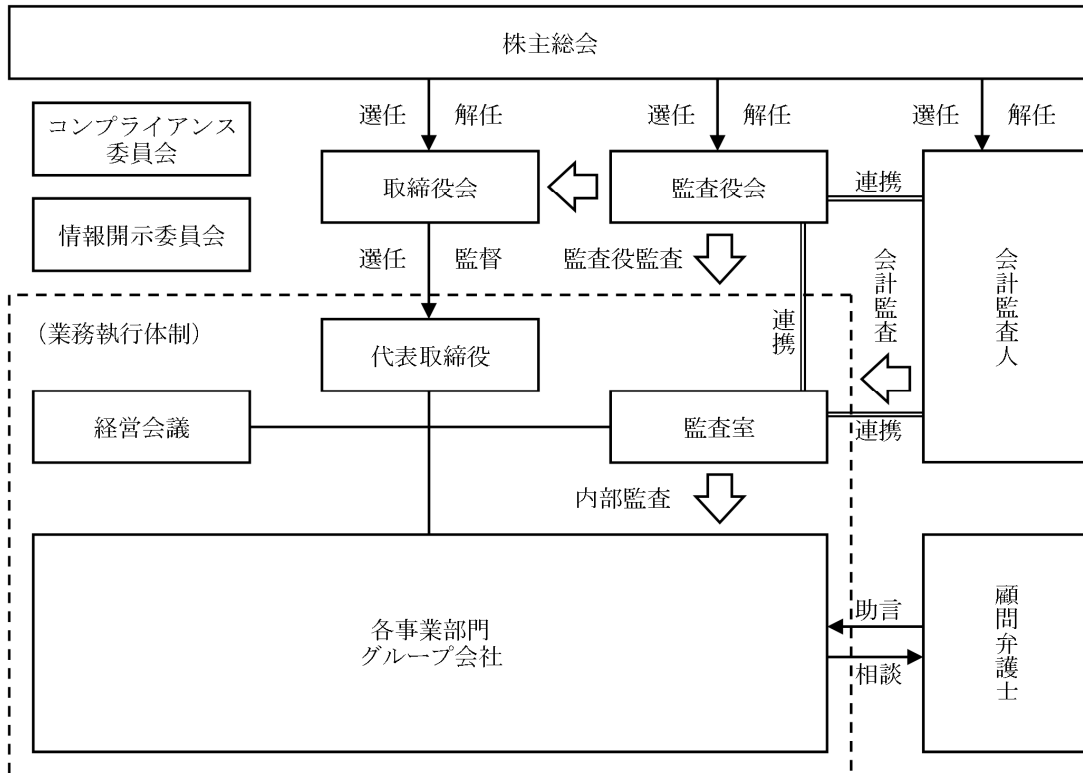 株主総会
コンプライアンス
委員会
選任
解任
選任
解任
選任
解任
取締役会
監査役会
連携
情報開示委員会
選任
監督
監査役監査
会計監査
会計監査人
(業務執行体制)
代表取締役
連携
経営会議
監査室
連携
内部監査
各事業部門
グループ会社
助言
相談
顧問弁護士